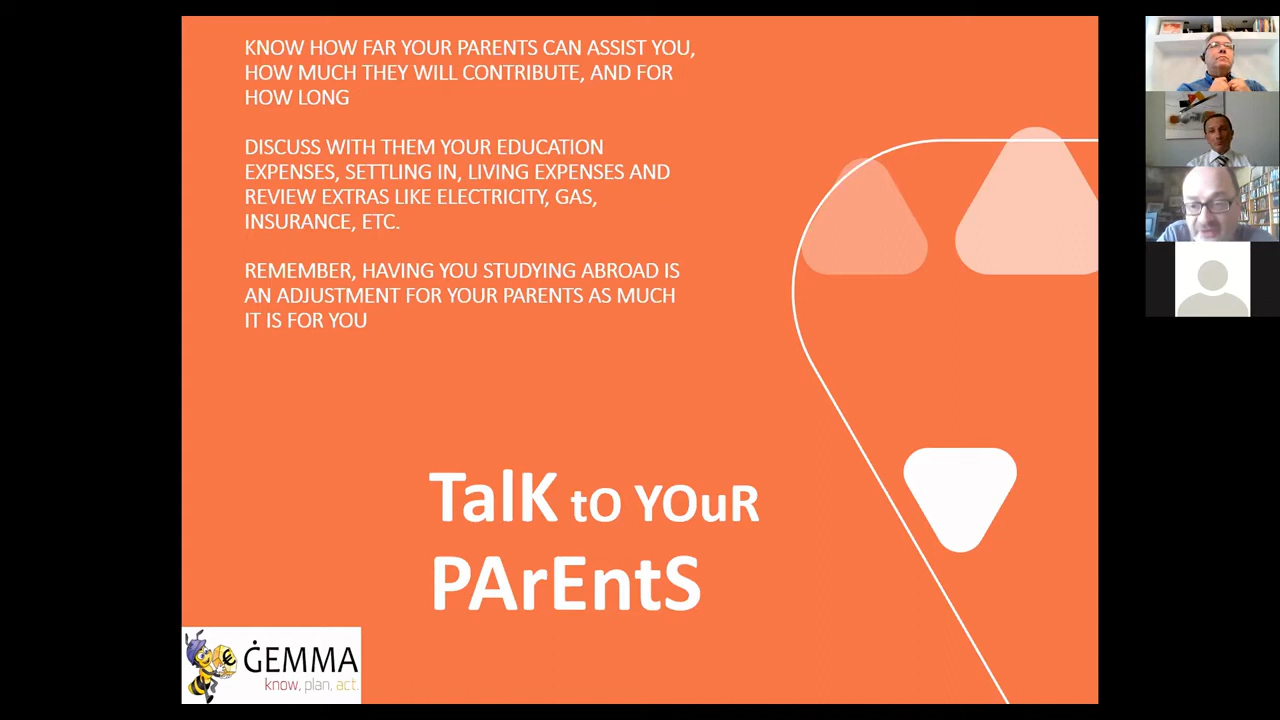 KNOW HOW FAR YOUR PARENTS CAN ASSIST YOU,
HOW MUCH THEY WILL CONTRIBUTE, AND FOR
HOW LONG
DISCUSS WITH THEM YOUR EDUCATION
EXPENSES, SETTLING IN, LIVING EXPENSES AND
REVIEW EXTRAS LIKE ELECTRICITY, GAS,
INSURANCE, ETC.
REMEMBER, HAVING YOU STUDYING ABROAD IS
AN ADJUSTMENT FOR YOUR PARENTS AS MUCH
IT IS FOR YOU
TalK tO YOuR
PArEntS
€
ĠEMMA
know, plan, act.